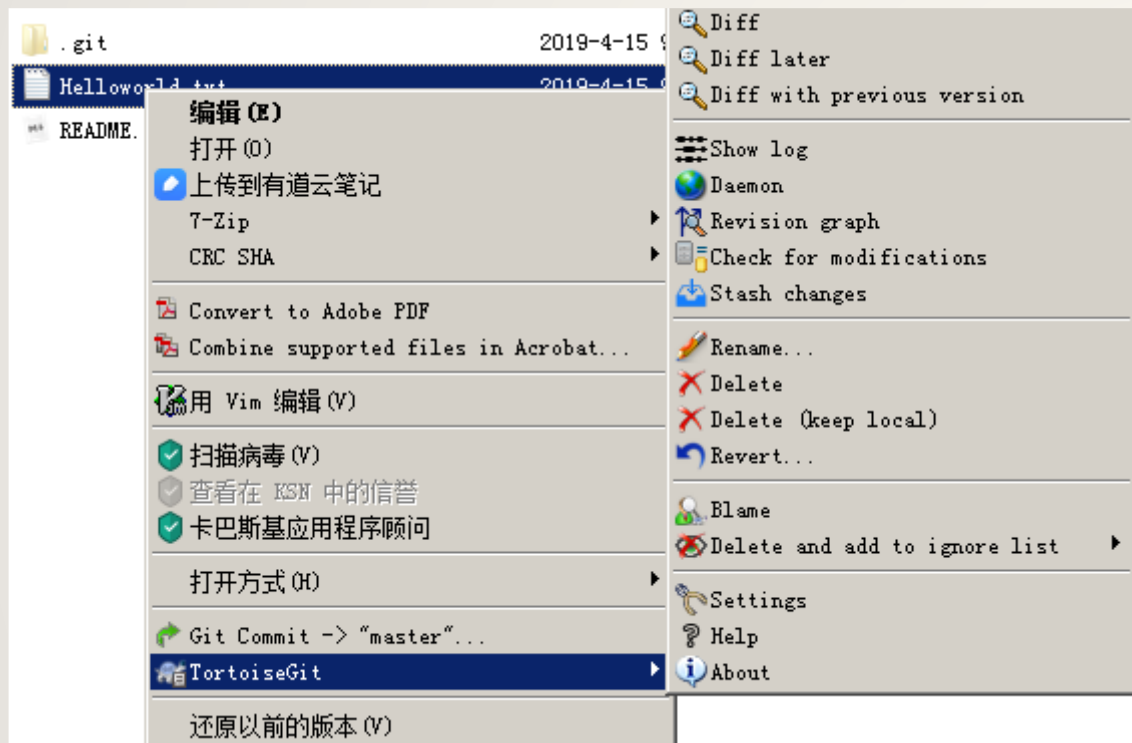 .git 2019-4-15
Helloworld.txt 2019-4-15
README.
编辑(E)
打开(O)
上传到有道云笔记
7-Zip
CRC SHA
Convert to Adobe PDF
Combine supported files in Acrobat...
用 Vim 编辑(V)
扫描病毒(V)
查看在 KSN 中的信誉
卡巴斯基应用程序顾问
打开方式(H)
Git Commit -> "master"...
TortoiseGit
还原以前的版本(V)
Diff
Diff later
Diff with previous version
Show log
Daemon
Revision graph
Check for modifications
Stash changes
Rename...
Delete
Delete (keep local)
Revert...
Blame
Delete and add to ignore list
Settings
Help
About